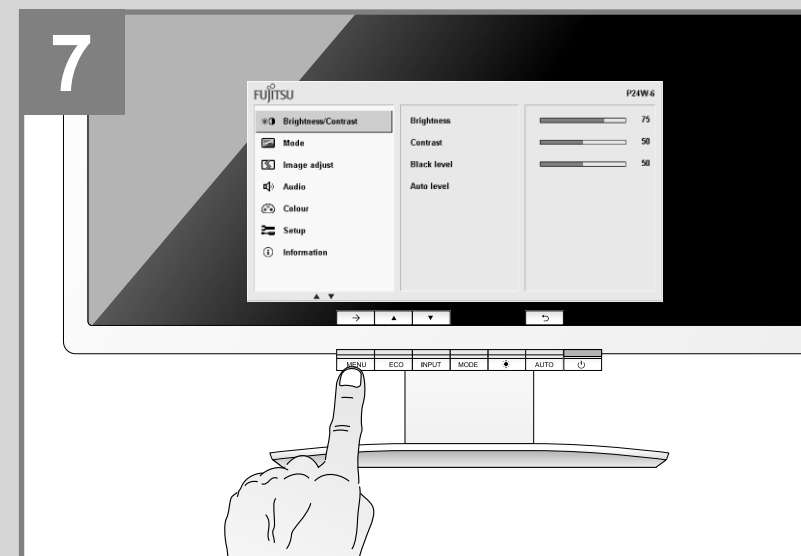 7
FUJITSU P24W-6
Brightness/Contrast Brightness 75
Mode Contrast 50
Image adjust Black level 50
Audio Auto level
Colour
Setup
Information
MENU ECO INPUT MODE AUTO